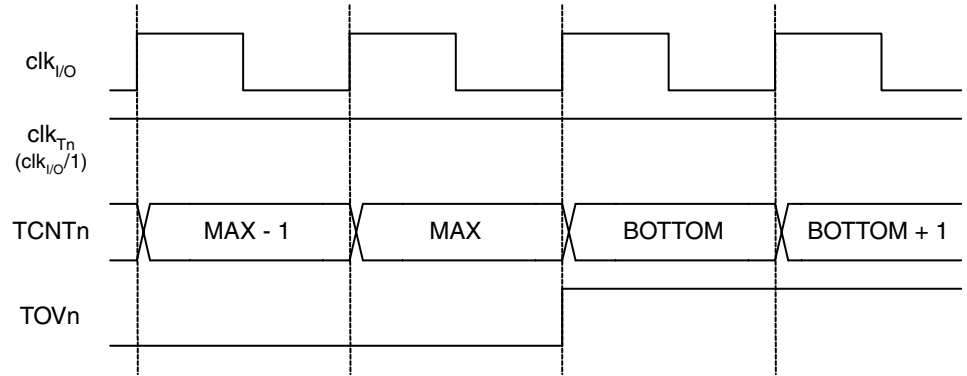 clkI/O
clkTn
(clkI/O/1)
TCNTn MAX - 1 MAX BOTTOM BOTTOM + 1
TOVn